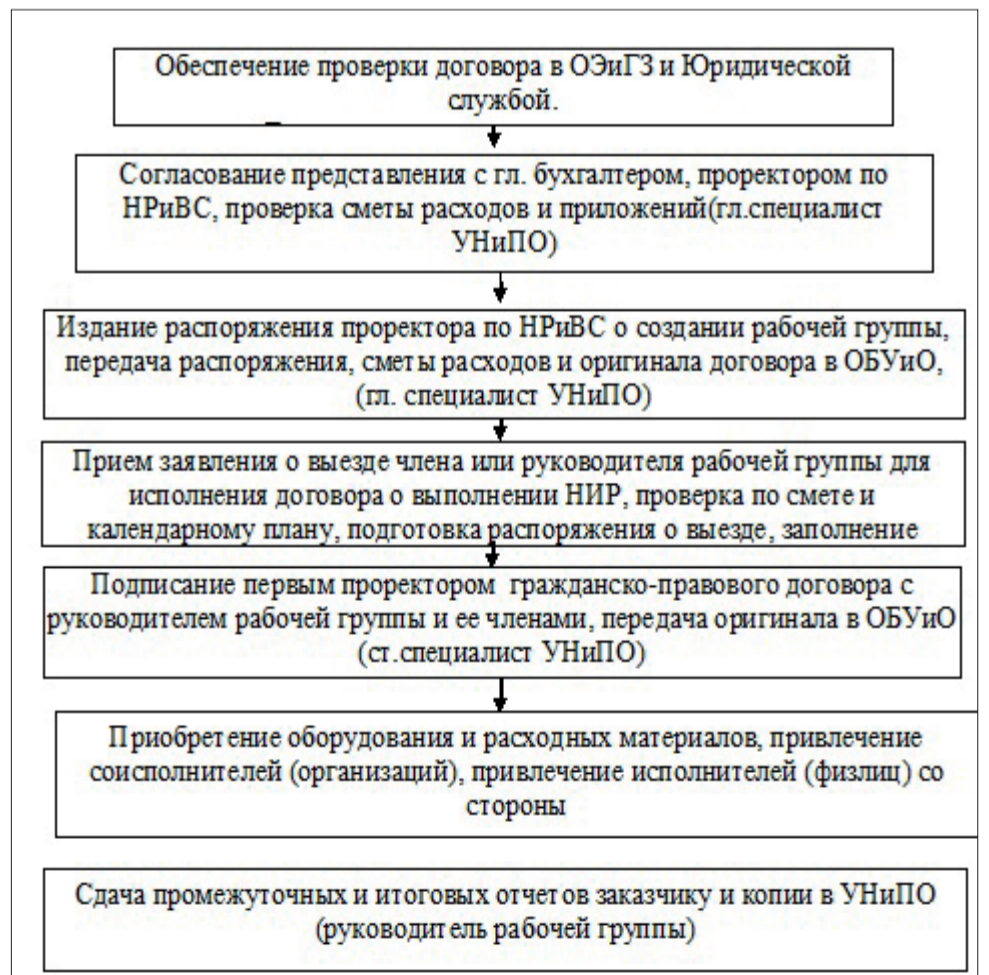 Обеспечение проверки договора в ОЭиГЗ и Юридической
службой.
Согласование представления с гл. бухгалтером, проректором по
НРиВС, проверка сметы расходов и приложений(гл.специалист
УНиПО)
Издание распоряжения проректора по НРиВС о создании рабочей группы,
передача распоряжения, сметы расходов и оригинала договора в ОБУиО,
(гл. специалист УНиПО)
Прием заявления о выезде члена или руководителя рабочей группы для
исполнения договора о выполнении НИР, проверка по смете и
календарному плану, подготовка распоряжения о выезде, заполнение
Подписание первым проректором гражданско-правового договора с
руководителем рабочей группы и ее членами, передача оригинала в ОБУиО
(ст.специалист УНиПО)
Приобретение оборудования и расходных материалов, привлечение
соисполнителей (организаций), привлечение исполнителей (физлиц) со
стороны
Сдача промежуточных и итоговых отчетов заказчику и копии в УНиПО
(руководитель рабочей группы)